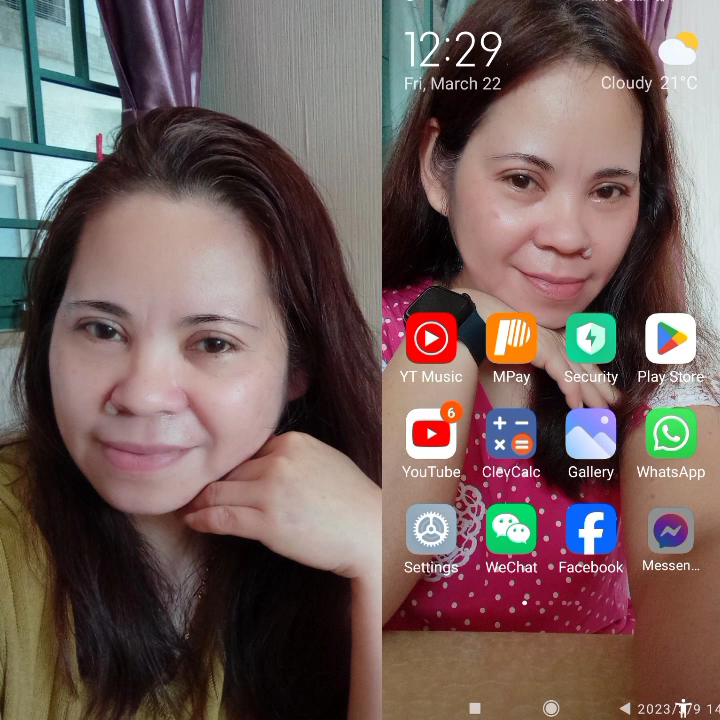 12:29
Fri, March 22
Cloudy 21°C
YT Music
MPay
Security
Play Store
6
YouTube
CleyCalc
Gallery
WhatsApp
Settings
WeChat
Facebook
Messen...